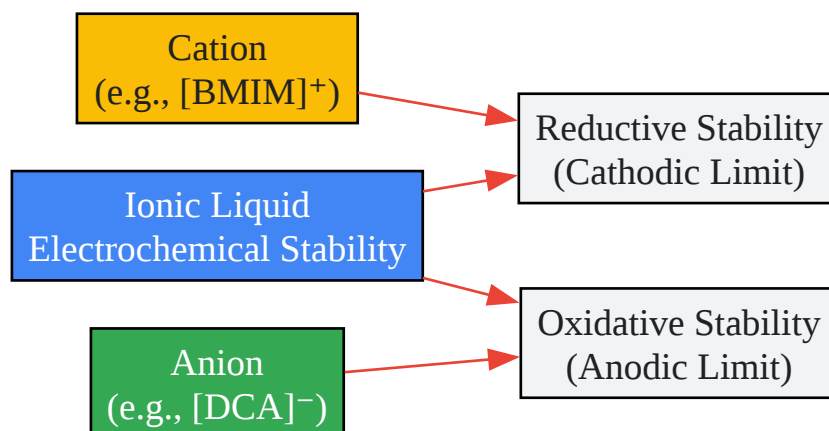 Cation
(e.g., [BMIM]⁺)
Reductive Stability
(Cathodic Limit)
Ionic Liquid
Electrochemical Stability
Oxidative Stability
(Anodic Limit)
Anion
(e.g., [DCA]⁻)